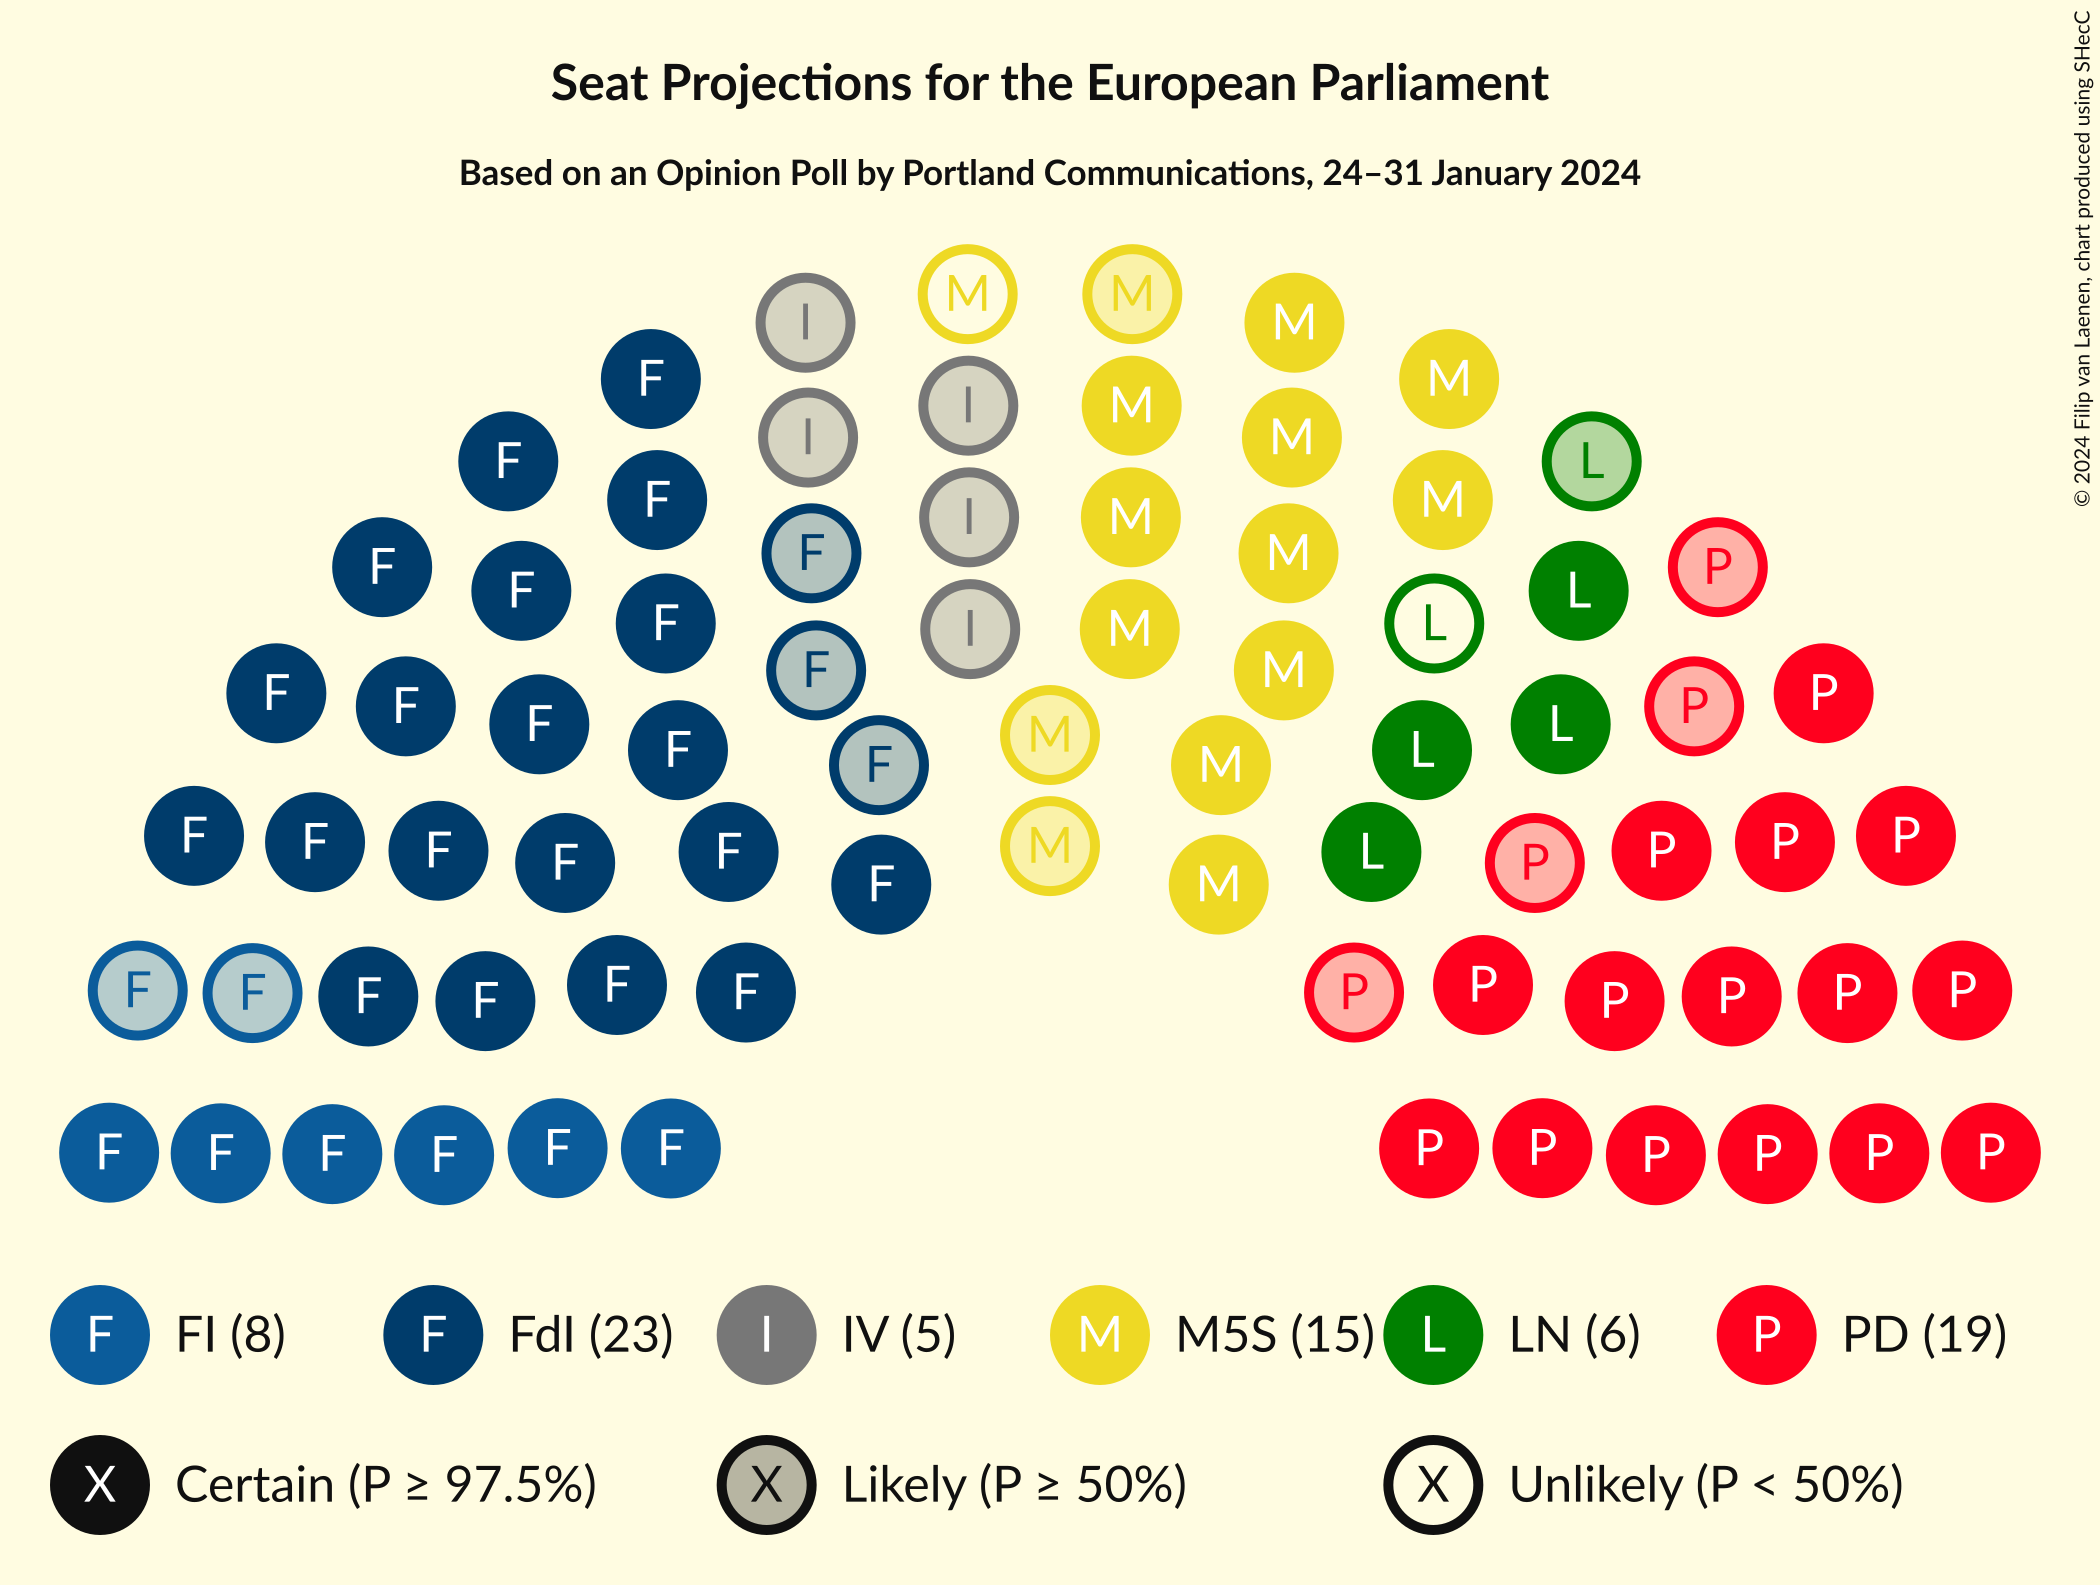 Seat Projections for the European Parliament
Based on an Opinion Poll by Portland Communications, 24–31 January 2024
© 2024 Filip van Laenen, chart produced using SHecC
M M
I M
F I M
I M
I M
F L
F F M M
I M
F F M
P
F F L
F I M
F L
F M
F F P P
M
F F L
F M
F F F F F M P P P P
F L
F M
F F F F F F P P P P P P
F F F F F F P P P P P P
F FI (8) F FdI (23) I IV (5) M M5S (15) L LN (6) P PD (19)
X Certain (P ≥ 97.5%) X Likely (P ≥ 50%) X Unlikely (P < 50%)